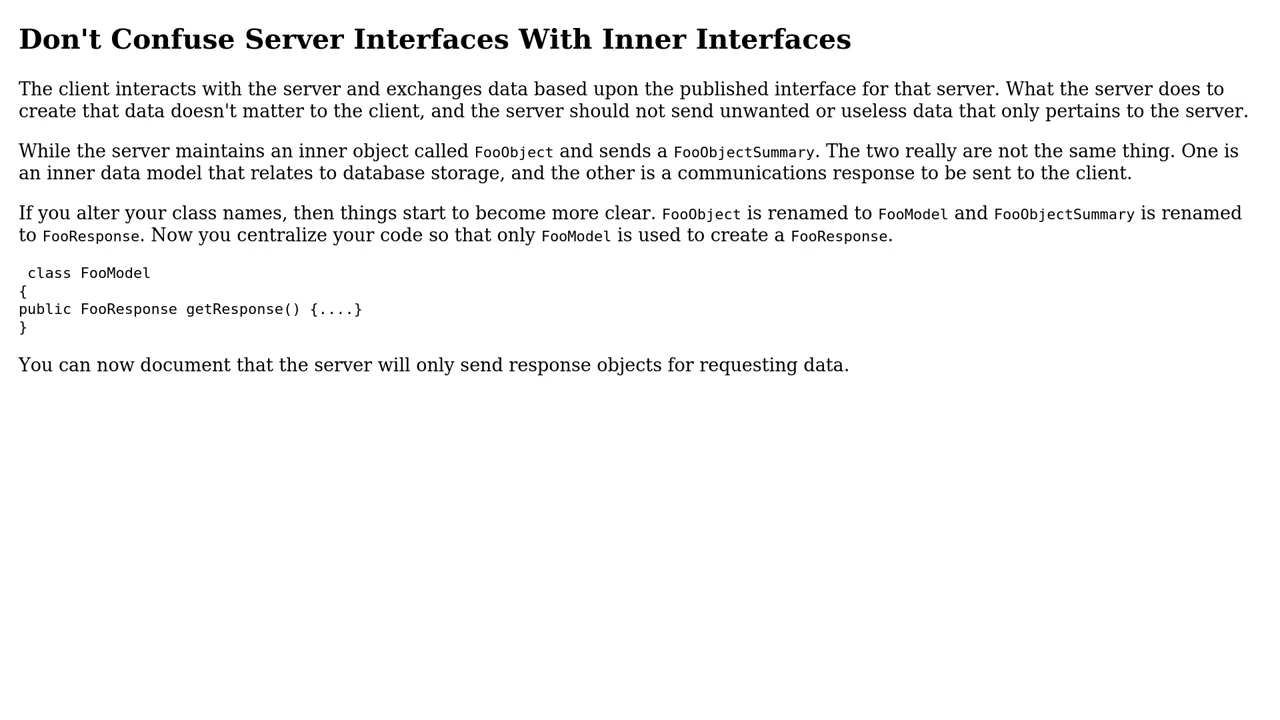 Don't Confuse Server Interfaces With Inner Interfaces
The client interacts with the server and exchanges data based upon the published interface for that server. What the server does to
create that data doesn't matter to the client, and the server should not send unwanted or useless data that only pertains to the server.
While the server maintains an inner object called FooObject and sends a FooObjectSummary. The two really are not the same thing. One is
an inner data model that relates to database storage, and the other is a communications response to be sent to the client.
If you alter your class names, then things start to become more clear. FooObject is renamed to FooModel and FooObjectSummary is renamed
to FooResponse. Now you centralize your code so that only FooModel is used to create a FooResponse.
class FooModel
{
public FooResponse getResponse() {....}
}
You can now document that the server will only send response objects for requesting data.